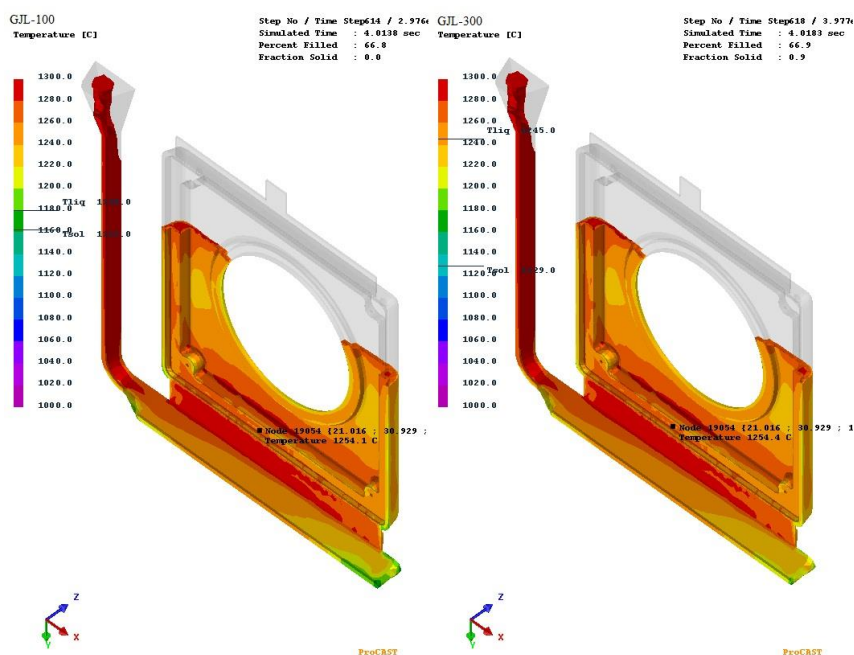 GJL-100
Temperature [C]
Step No / Time Step 614 / 2.976e
Simulated Time : 4.0138 sec
Percent Filled : 66.8
Fraction Solid : 0.0
1300.0
1280.0
1260.0
1240.0
1220.0
1200.0
1180.0
1160.0
1140.0
1120.0
1100.0
1080.0
1060.0
1040.0
1020.0
1000.0
Tliq
Tsol
Node 19054 {21.016 ; 30.929 ;
Temperature 1254.1 C
Z
X
Y
ProCAST
GJL-300
Temperature [C]
Step No / Time Step 618 / 3.977e
Simulated Time : 4.0183 sec
Percent Filled : 66.9
Fraction Solid : 0.9
1300.0
1280.0
1260.0
1240.0
1220.0
1200.0
1180.0
1160.0
1140.0
1120.0
1100.0
1080.0
1060.0
1040.0
1020.0
1000.0
Tliq 1245.0
Tsol
Node 19054 {21.016 ; 30.929 ; 1
Temperature 1254.4 C
Z
X
Y
ProCAST